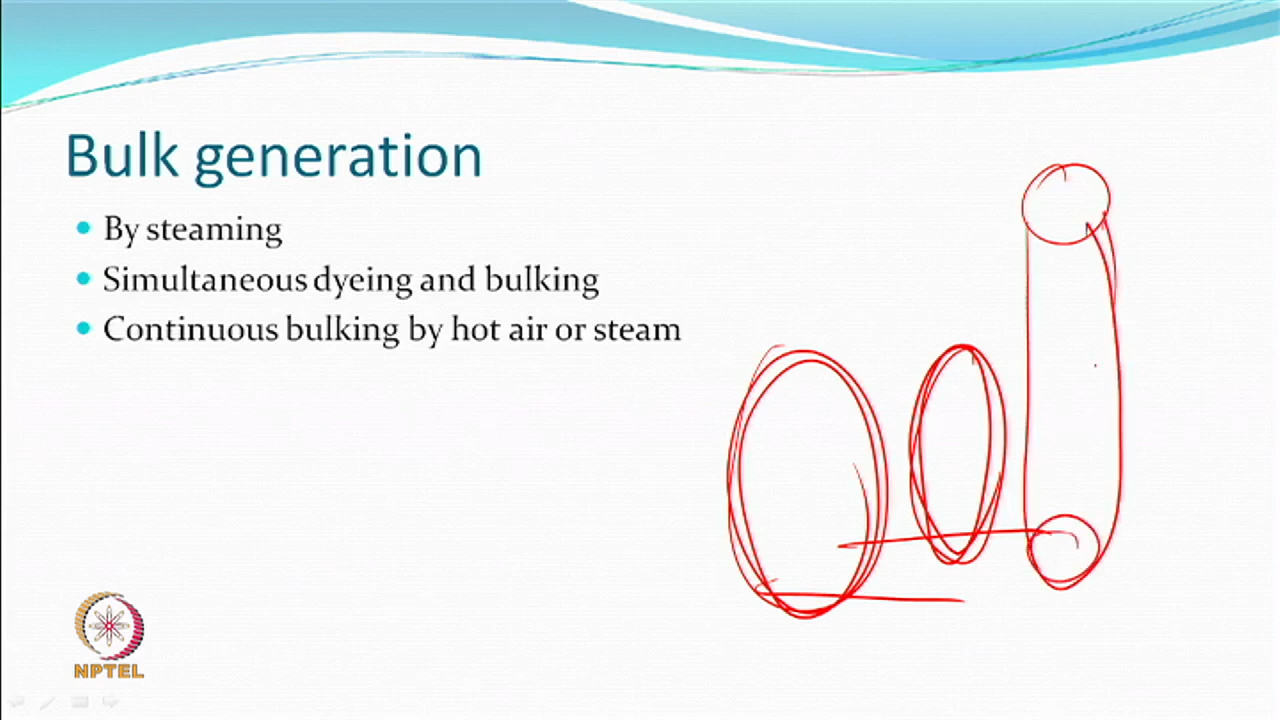 Bulk generation
By steaming
Simultaneous dyeing and bulking
Continuous bulking by hot air or steam
NPTEL